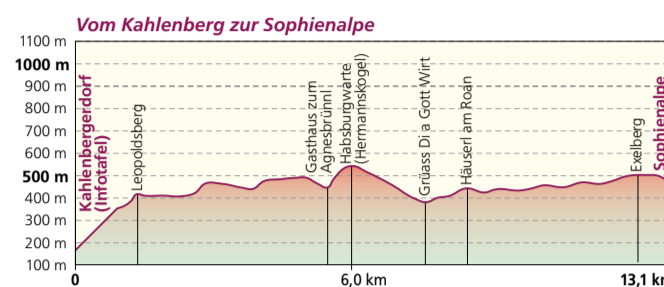 Vom Kahlenberg zur Sophienalpe
1100 m
1000 m
900 m
800 m
700 m
600 m
500 m
400 m
300 m
200 m
100 m
Kahlenbergerdorf
(Infotafel)
Leopoldsberg
Gasthaus zum
Agnesbrünnl
Habsburgwarte
(Hermannskogel)
Grüass Di a Gott Wirt
Häuserl am Roan
Exelberg
Sophienalpe
0
6,0 km
13,1 km